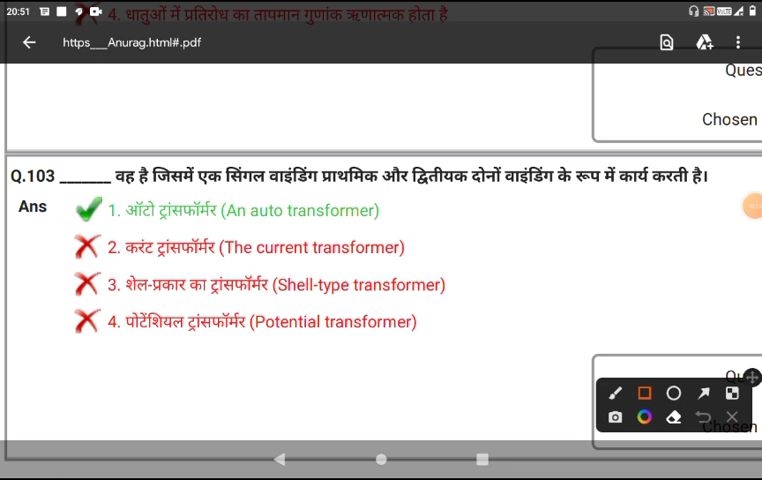 20:51
4. धातुओं में प्रतिरोध का तापमान गुणांक ऋणात्मक होता है
https___Anurag.html#.pdf
Ques
Chosen
Q.103 _______ वह है जिसमें एक सिंगल वाइंडिंग प्राथमिक और द्वितीयक दोनों वाइंडिंग के रूप में कार्य करती है।
Ans
1. ऑटो ट्रांसफॉर्मर (An auto transformer)
2. करंट ट्रांसफॉर्मर (The current transformer)
3. शेल-प्रकार का ट्रांसफॉर्मर (Shell-type transformer)
4. पोटेंशियल ट्रांसफॉर्मर (Potential transformer)
Qu
Chosen